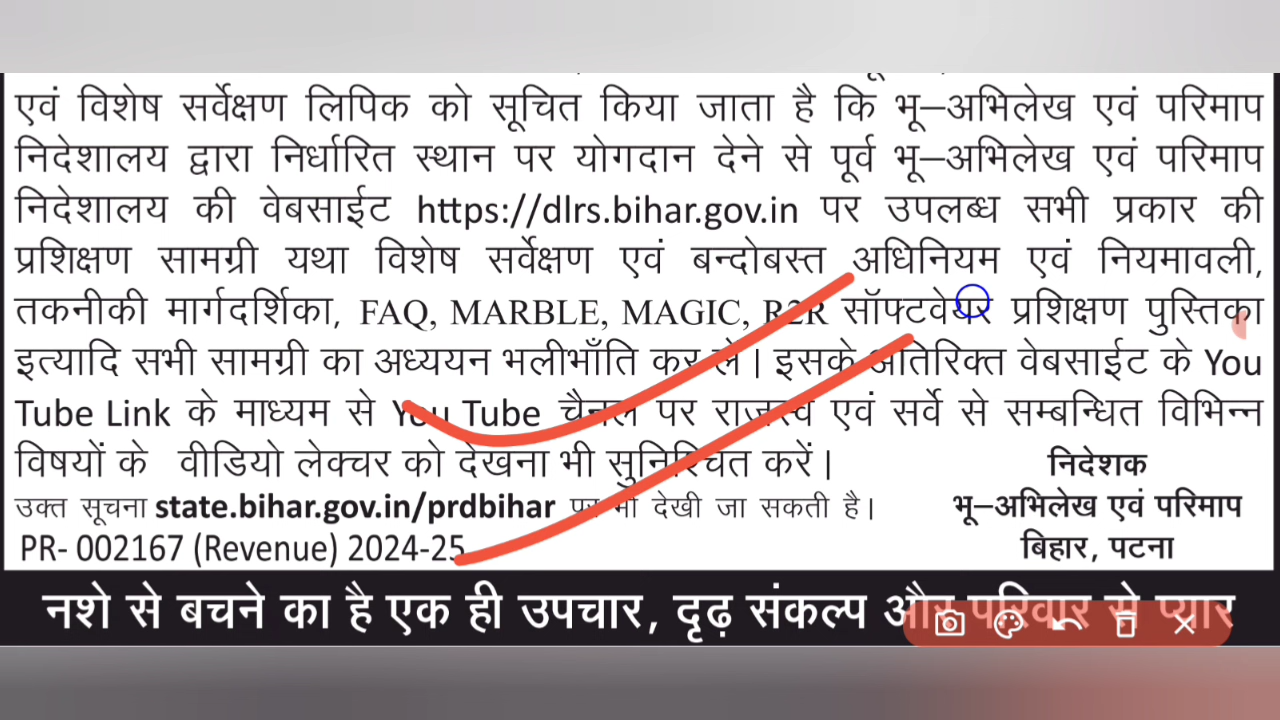 एवं विशेष सर्वेक्षण लिपिक को सूचित किया जाता है कि भू–अभिलेख एवं परिमाप
निदेशालय द्वारा निर्धारित स्थान पर योगदान देने से पूर्व भू–अभिलेख एवं परिमाप
निदेशालय की वेबसाईट https://dlrs.bihar.gov.in पर उपलब्ध सभी प्रकार की
प्रशिक्षण सामग्री यथा विशेष सर्वेक्षण एवं बन्दोबस्त अधिनियम एवं नियमावली,
तकनीकी मार्गदर्शिका, FAQ, MARBLE, MAGIC, R2R सॉफ्टवेयर प्रशिक्षण पुस्तिका
इत्यादि सभी सामग्री का अध्ययन भलीभाँति कर लें। इसके अतिरिक्त वेबसाईट के You
Tube Link के माध्यम से You Tube चैनल पर राजस्व एवं सर्वे से सम्बन्धित विभिन्न
विषयों के वीडियो लेक्चर को देखना भी सुनिश्चित करें।
निदेशक
उक्त सूचना state.bihar.gov.in/prdbihar पर भी देखी जा सकती है।
भू–अभिलेख एवं परिमाप
PR- 002167 (Revenue) 2024-25
बिहार, पटना
नशे से बचने का है एक ही उपचार, दृढ़ संकल्प और परिवार से प्यार